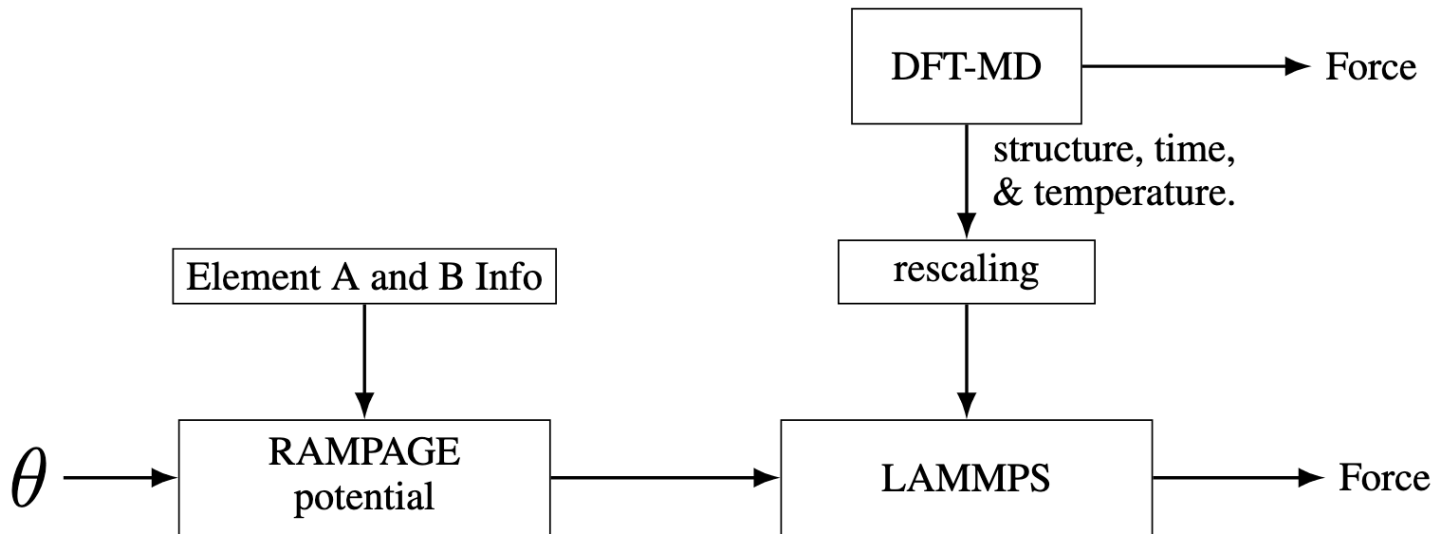 DFT-MD
Force
structure, time,
& temperature.
Element A and B Info
rescaling
θ
RAMPAGE
potential
LAMMPS
Force